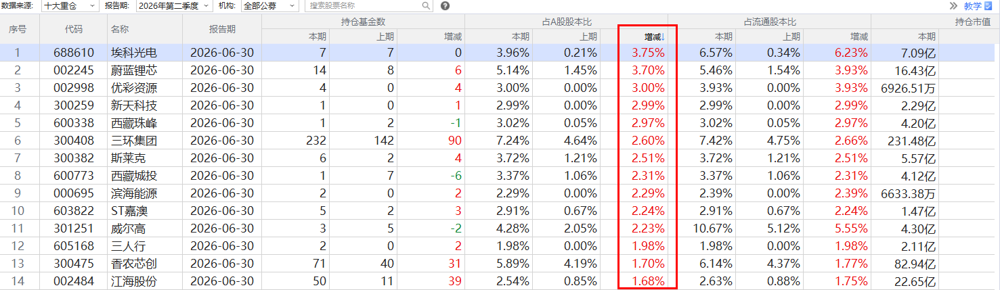 数据来源: 十大重仓 报告期: 2026年第二季度 机构: 全部公募 搜索股票名称 ? 教学
序号 代码 名称 报告期 持仓基金数 占A股股本比 占流通股本比 持仓市值
本期 上期 增减 本期 上期 增减↓ 本期 上期 增减 本期
1 688610 埃科光电 2026-06-30 7 7 0 3.96% 0.21% 3.75% 6.57% 0.34% 6.23% 7.09亿
2 002245 蔚蓝锂芯 2026-06-30 14 8 6 5.14% 1.45% 3.70% 5.46% 1.54% 3.93% 16.43亿
3 002998 优彩资源 2026-06-30 4 0 4 3.00% 0.00% 3.00% 3.93% 0.00% 3.93% 6926.51万
4 300259 新天科技 2026-06-30 1 0 1 2.99% 0.00% 2.99% 2.99% 0.00% 2.99% 2.29亿
5 600338 西藏珠峰 2026-06-30 1 2 -1 3.02% 0.05% 2.97% 3.02% 0.05% 2.97% 4.20亿
6 300408 三环集团 2026-06-30 232 142 90 7.24% 4.64% 2.60% 7.42% 4.75% 2.66% 231.48亿
7 300382 斯莱克 2026-06-30 6 2 4 3.72% 1.21% 2.51% 3.72% 1.21% 2.51% 5.57亿
8 600773 西藏城投 2026-06-30 1 7 -6 3.37% 1.06% 2.31% 3.37% 1.06% 2.31% 4.12亿
9 000695 滨海能源 2026-06-30 2 0 2 2.29% 0.00% 2.29% 2.39% 0.00% 2.39% 6633.38万
10 603822 ST嘉澳 2026-06-30 5 2 3 2.91% 0.67% 2.24% 2.91% 0.67% 2.24% 1.47亿
11 301251 威尔高 2026-06-30 3 5 -2 4.28% 2.05% 2.23% 10.67% 5.12% 5.55% 4.30亿
12 605168 三人行 2026-06-30 2 0 2 1.98% 0.00% 1.98% 1.98% 0.00% 1.98% 2.11亿
13 300475 香农芯创 2026-06-30 71 40 31 5.89% 4.19% 1.70% 6.14% 4.37% 1.77% 82.94亿
14 002484 江海股份 2026-06-30 50 11 39 2.54% 0.85% 1.68% 2.63% 0.88% 1.75% 22.65亿